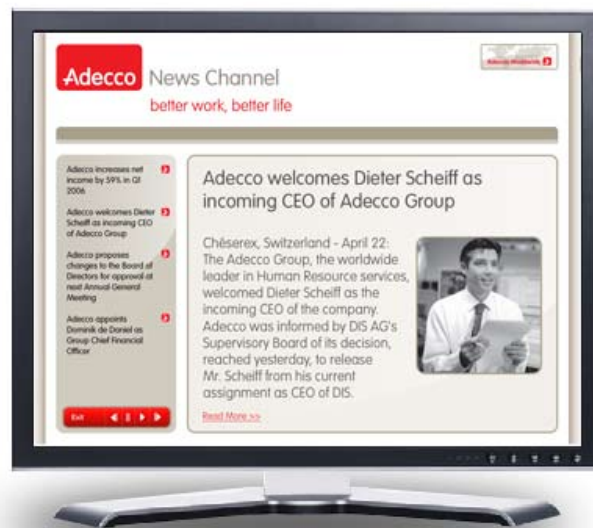 Adecco News Channel
better work, better life
Adecco Worldwide
Adecco increases net
income by 59% in Q1
2006
Adecco welcomes Dieter
Scheiff as incoming CEO
of Adecco Group
Adecco proposes
changes to the Board of
Directors for approval at
next Annual General
Meeting
Adecco appoints
Dominik de Daniel as
Group Chief Financial
Officer
Exit
Adecco welcomes Dieter Scheiff as
incoming CEO of Adecco Group
Chéserex, Switzerland - April 22:
The Adecco Group, the worldwide
leader in Human Resource services,
welcomed Dieter Scheiff as the
incoming CEO of the company.
Adecco was informed by DIS AG's
Supervisory Board of its decision,
reached yesterday, to release
Mr. Scheiff from his current
assignment as CEO of DIS.
Read More >>